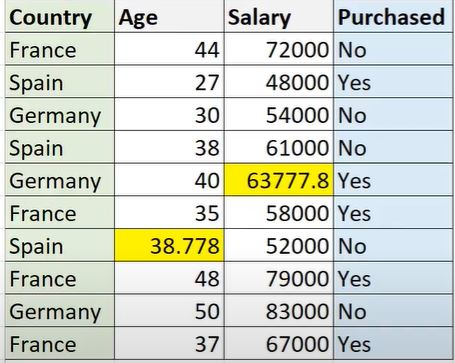 Country Age Salary Purchased
France 44 72000 No
Spain 27 48000 Yes
Germany 30 54000 No
Spain 38 61000 No
Germany 40 63777.8 Yes
France 35 58000 Yes
Spain 38.778 52000 No
France 48 79000 Yes
Germany 50 83000 No
France 37 67000 Yes